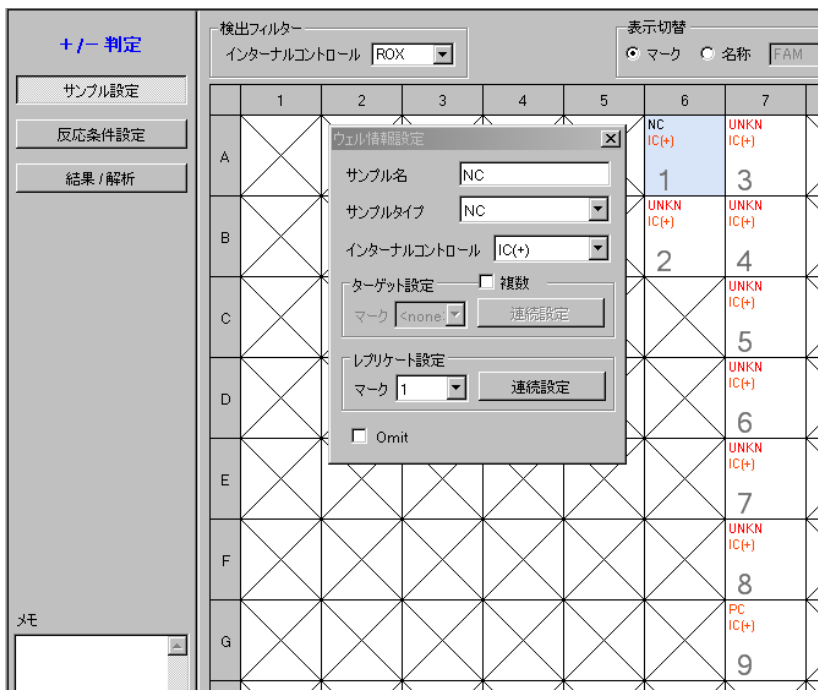 +/- 判定
サンプル設定
反応条件設定
結果 / 解析
メモ
検出フィルター
インターナルコントロール ROX
表示切替
マーク 名称 FAM
1 2 3 4 5 6 7
A
NC UNKN
IC(+) IC(+)
1 3
B
UNKN UNKN
IC(+) IC(+)
2 4
C
UNKN
IC(+)
5
D
UNKN
IC(+)
6
E
UNKN
IC(+)
7
F
UNKN
IC(+)
8
G
PC
IC(+)
9
ウェル情報設定
サンプル名 NC
サンプルタイプ NC
インターナルコントロール IC(+)
ターゲット設定 複数
マーク <none: 連続設定
レプリケート設定
マーク 1 連続設定
Omit